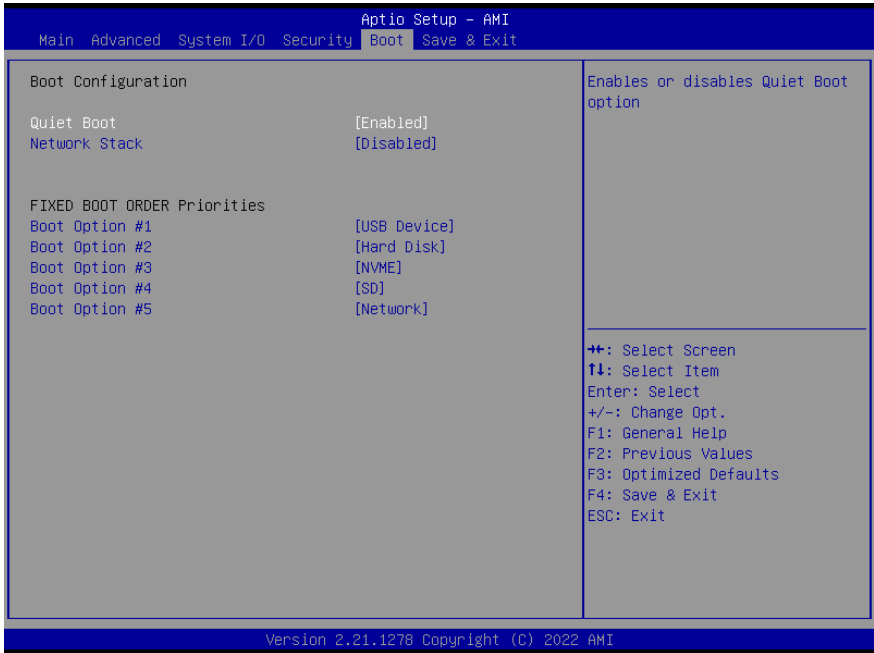 Aptio Setup – AMI
Main Advanced System I/O Security Boot Save & Exit
Boot Configuration
Quiet Boot [Enabled]
Network Stack [Disabled]
FIXED BOOT ORDER Priorities
Boot Option #1 [USB Device]
Boot Option #2 [Hard Disk]
Boot Option #3 [NVME]
Boot Option #4 [SD]
Boot Option #5 [Network]
Enables or disables Quiet Boot
option
→←: Select Screen
↑↓: Select Item
Enter: Select
+/-: Change Opt.
F1: General Help
F2: Previous Values
F3: Optimized Defaults
F4: Save & Exit
ESC: Exit
Version 2.21.1278 Copyright (C) 2022 AMI